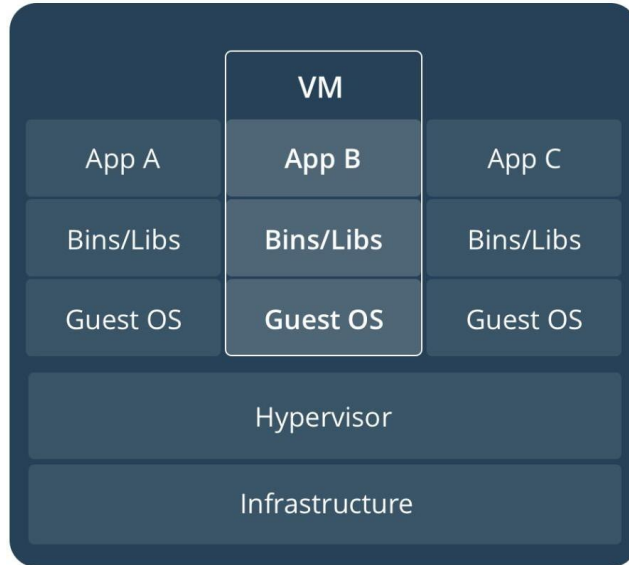 VM
App A App B App C
Bins/Libs Bins/Libs Bins/Libs
Guest OS Guest OS Guest OS
Hypervisor
Infrastructure